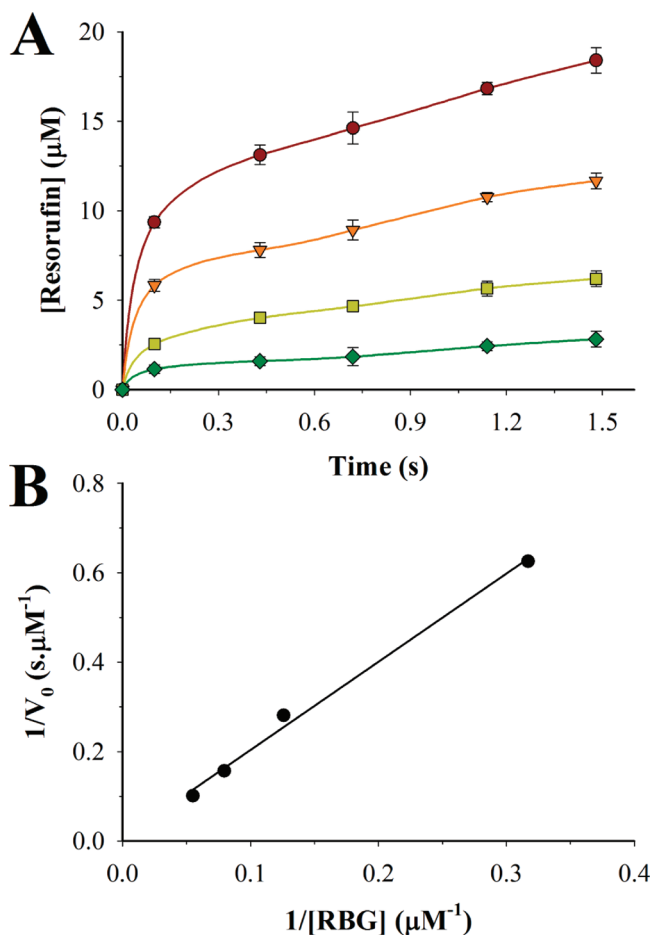 A
20
15
10
5
0
[Resorufin] (μM)
0.0 0.3 0.6 0.9 1.2 1.5
Time (s)
B
0.8
0.6
0.4
0.2
0.0
1/V₀ (s.μM⁻¹)
0.0 0.1 0.2 0.3 0.4
1/[RBG] (μM⁻¹)